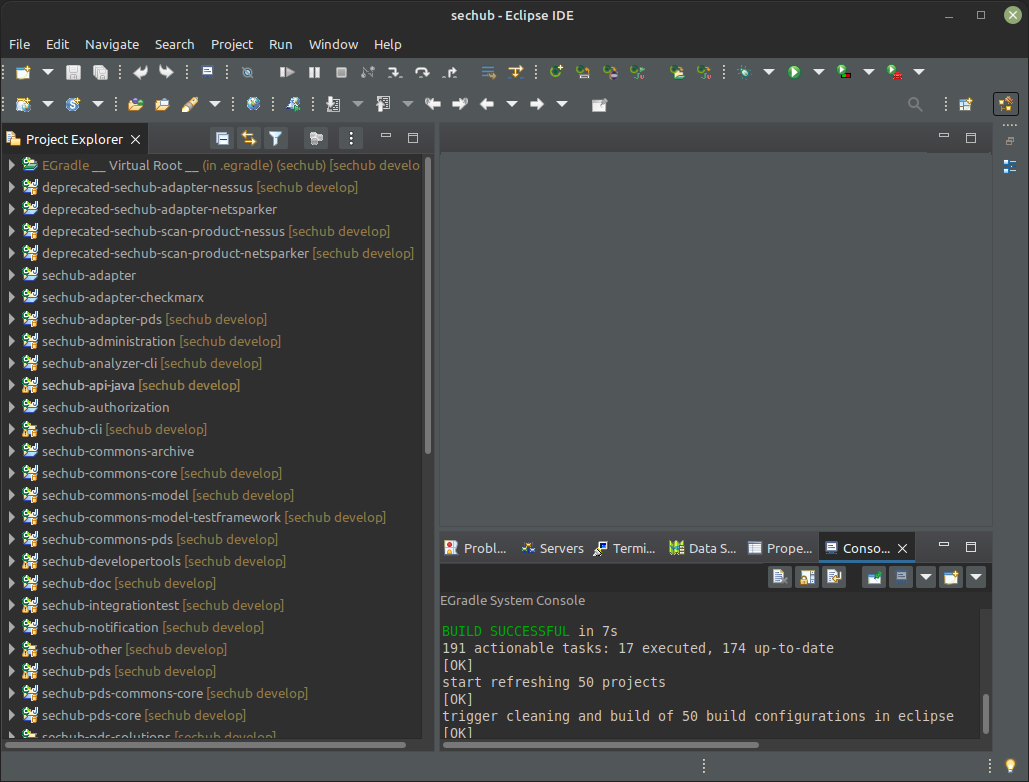 sechub - Eclipse IDE
File Edit Navigate Search Project Run Window Help
Project Explorer
EGradle __ Virtual Root __ (in .egradle) (sechub) [sechub develo
deprecated-sechub-adapter-nessus [sechub develop]
deprecated-sechub-adapter-netsparker
deprecated-sechub-scan-product-nessus [sechub develop]
deprecated-sechub-scan-product-netsparker [sechub develop]
sechub-adapter
sechub-adapter-checkmarx
sechub-adapter-pds [sechub develop]
sechub-administration [sechub develop]
sechub-analyzer-cli [sechub develop]
sechub-api-java [sechub develop]
sechub-authorization
sechub-cli [sechub develop]
sechub-commons-archive
sechub-commons-core [sechub develop]
sechub-commons-model [sechub develop]
sechub-commons-model-testframework [sechub develop]
sechub-commons-pds [sechub develop]
sechub-developertools [sechub develop]
sechub-doc [sechub develop]
sechub-integrationtest [sechub develop]
sechub-notification [sechub develop]
sechub-other [sechub develop]
sechub-pds [sechub develop]
sechub-pds-commons-core [sechub develop]
sechub-pds-core [sechub develop]
sechub-pds-solutions [sechub develop]
Probl... Servers Termi... Data S... Prope... Conso...
EGradle System Console
BUILD SUCCESSFUL in 7s
191 actionable tasks: 17 executed, 174 up-to-date
[OK]
start refreshing 50 projects
[OK]
trigger cleaning and build of 50 build configurations in eclipse
[OK]